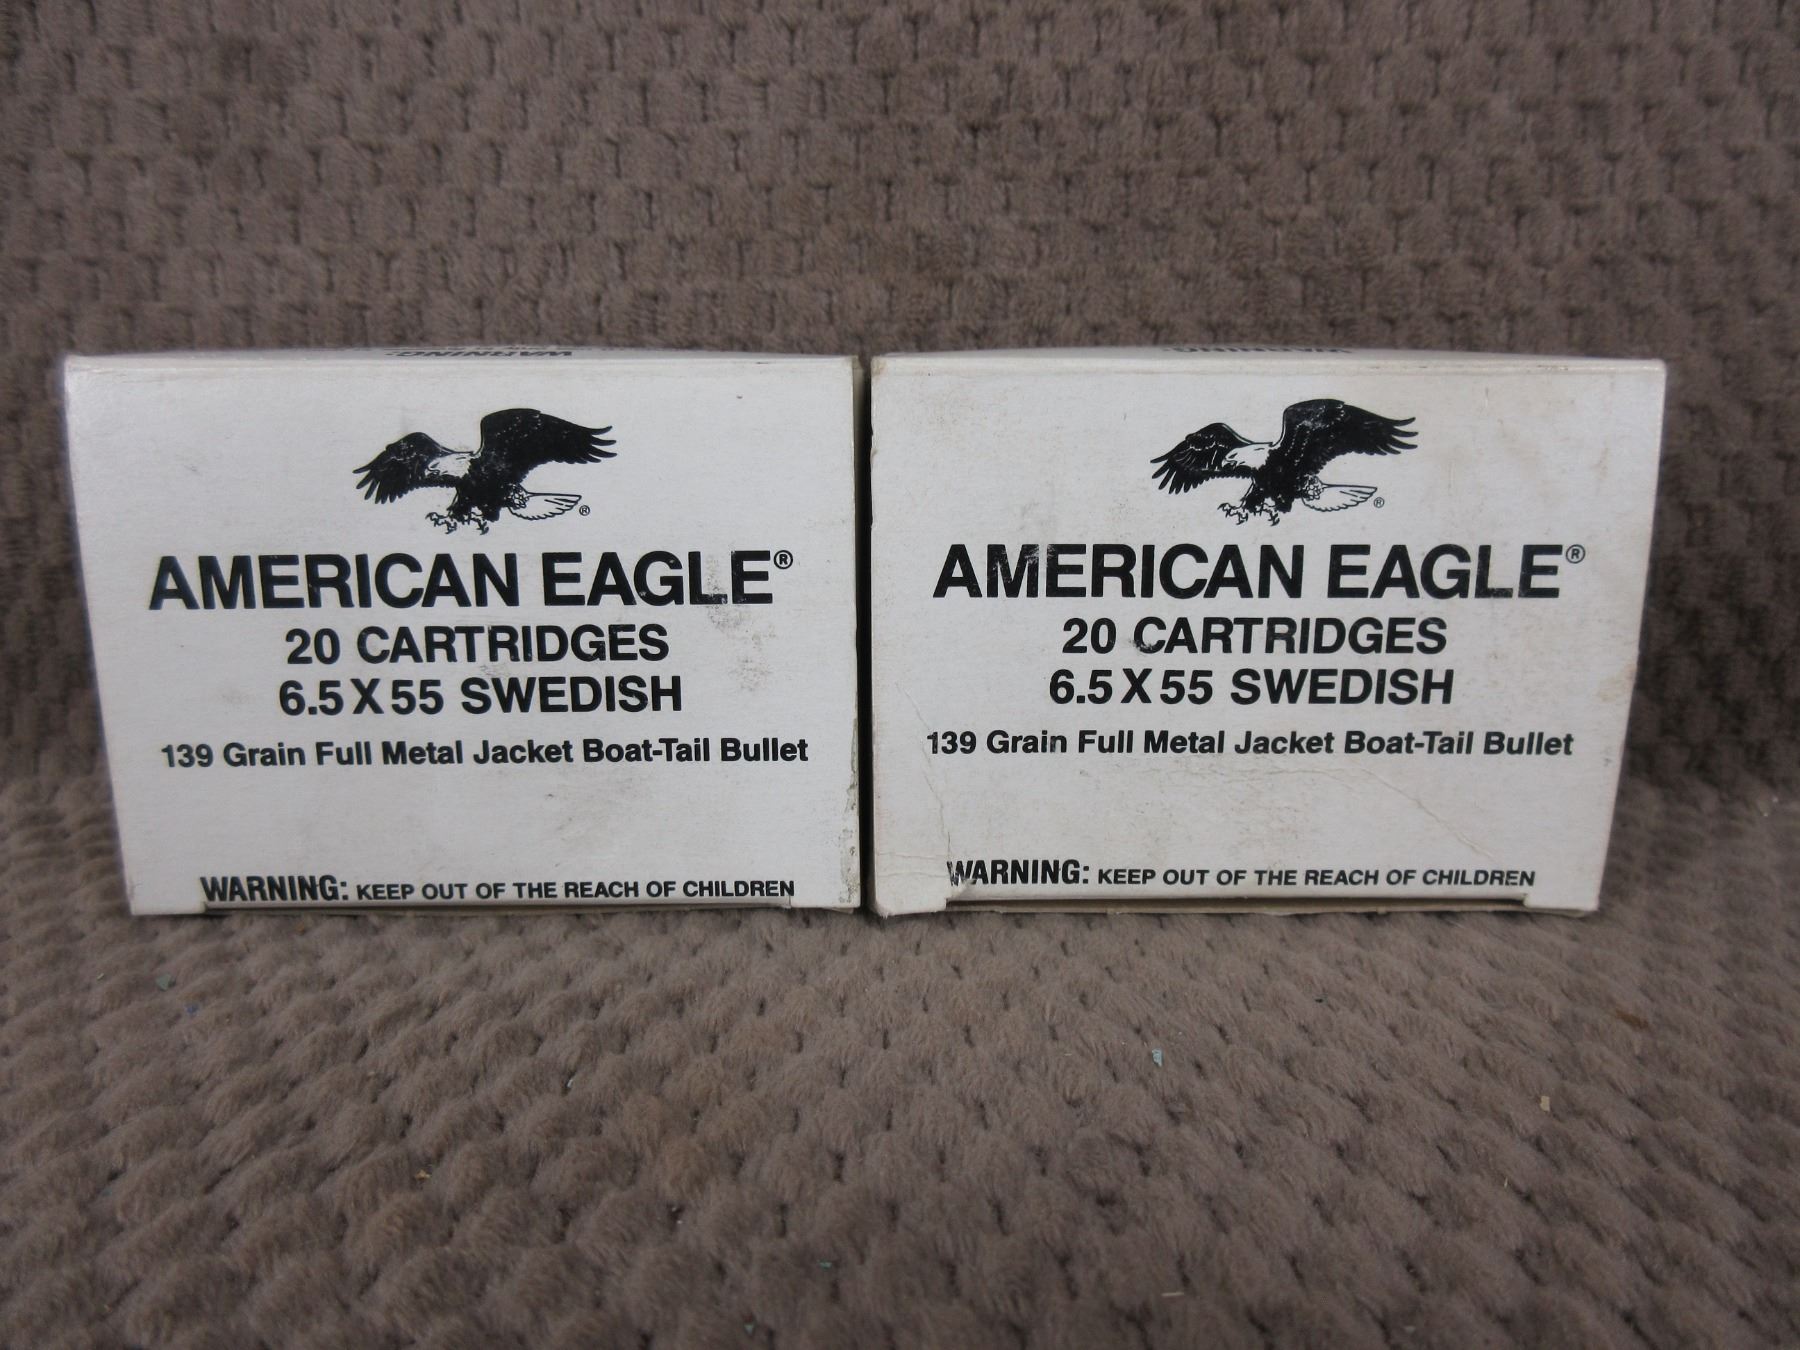 WARNING:
AMERICAN EAGLE®
20 CARTRIDGES
6.5 X 55 SWEDISH
139 Grain Full Metal Jacket Boat-Tail Bullet
WARNING: KEEP OUT OF THE REACH OF CHILDREN
WARNING:
AMERICAN EAGLE®
20 CARTRIDGES
6.5 X 55 SWEDISH
139 Grain Full Metal Jacket Boat-Tail Bullet
WARNING: KEEP OUT OF THE REACH OF CHILDREN